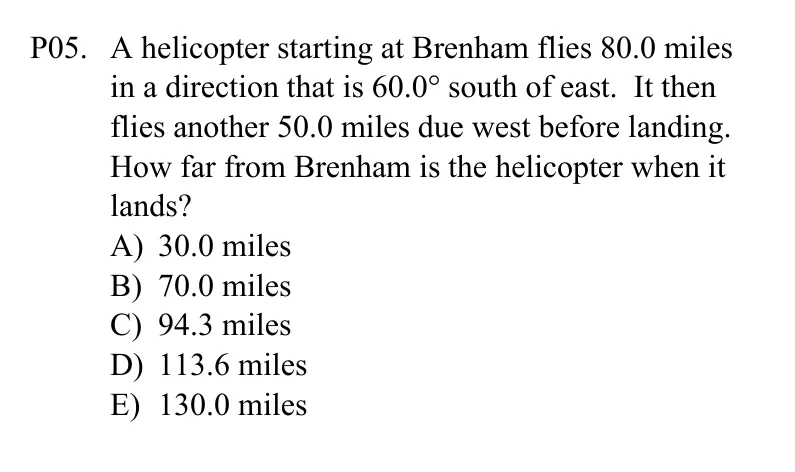 P05. A helicopter starting at Brenham flies 80.0 miles
in a direction that is 60.0° south of east. It then
flies another 50.0 miles due west before landing.
How far from Brenham is the helicopter when it
lands?
A) 30.0 miles
B) 70.0 miles
C) 94.3 miles
D) 113.6 miles
E) 130.0 miles